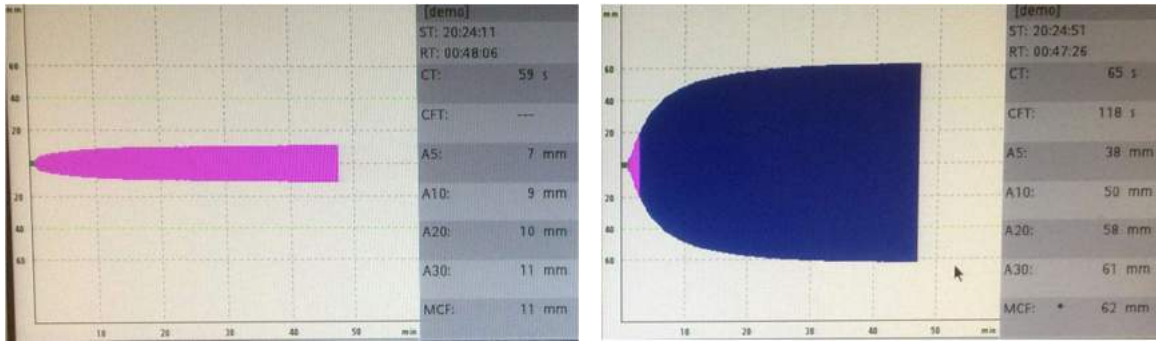 mm
60
40
20
20
40
60
10
20
30
40
50
min
[demo]
ST: 20:24:11
RT: 00:48:06
CT: 59 s
CFT: ---
A5: 7 mm
A10: 9 mm
A20: 10 mm
A30: 11 mm
MCF: 11 mm
mm
60
40
20
20
40
60
10
20
30
40
50
min
[demo]
ST: 20:24:51
RT: 00:47:26
CT: 65 s
CFT: 118 s
A5: 38 mm
A10: 50 mm
A20: 58 mm
A30: 61 mm
MCF: * 62 mm